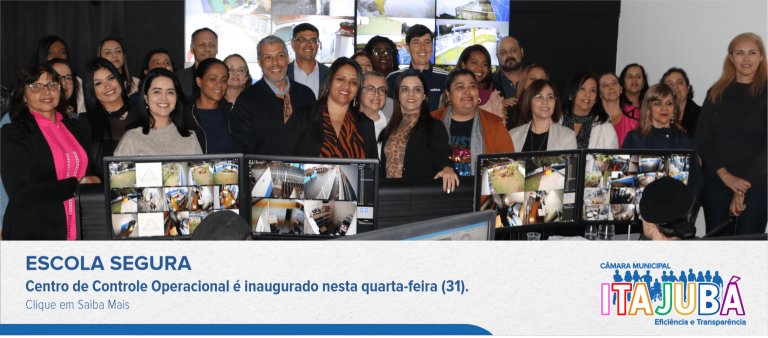 ESCOLA SEGURA
Centro de Controle Operacional é inaugurado nesta quarta-feira (31).
Clique em Saiba Mais
CÂMARA MUNICIPAL
ITAJUBÁ
Eficiência e Transparência